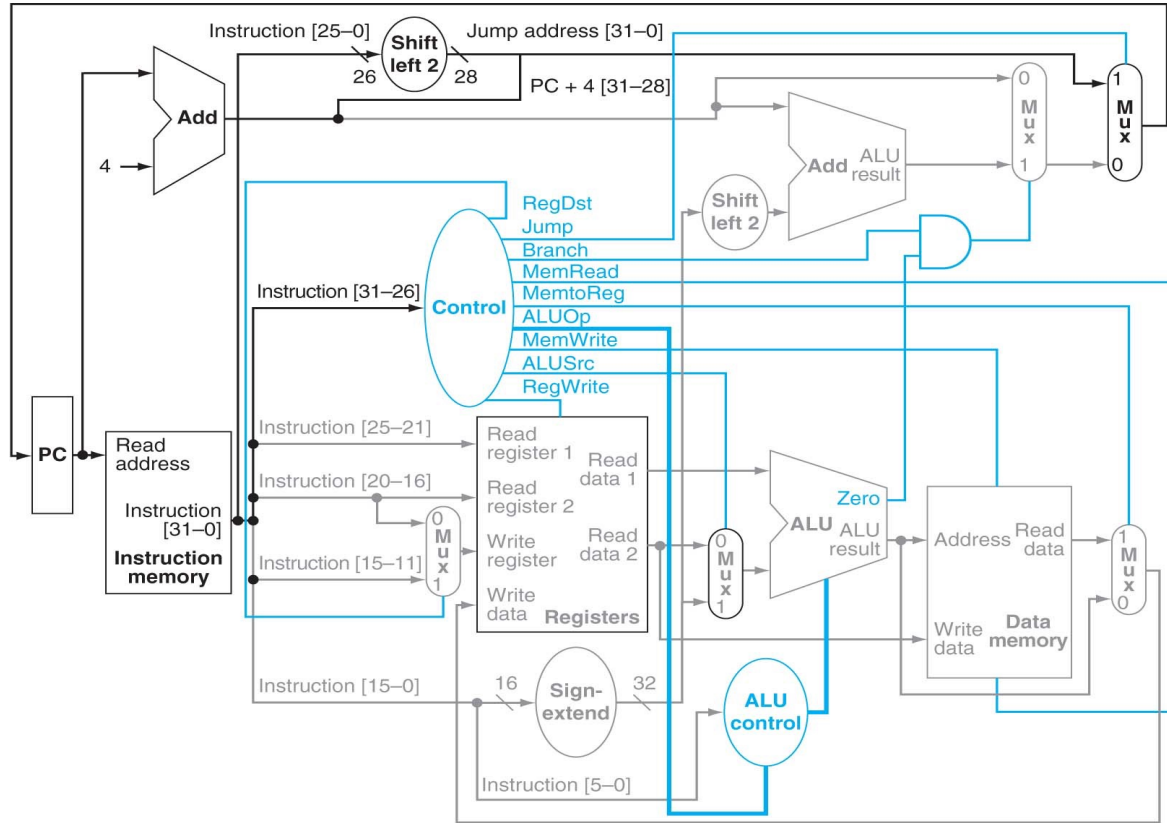 Instruction [25–0]
Shift
left 2
Jump address [31–0]
26
28
PC + 4 [31–28]
Add
4
0
M
u
x
1
1
M
u
x
0
Add
ALU
result
Shift
left 2
RegDst
Jump
Branch
MemRead
MemtoReg
ALUOp
MemWrite
ALUSrc
RegWrite
Instruction [31–26]
Control
PC
Read
address
Instruction
[31–0]
Instruction
memory
Instruction [25–21]
Instruction [20–16]
Instruction [15–11]
0
M
u
x
1
Read
register 1
Read
register 2
Write
register
Write
data
Read
data 1
Read
data 2
Registers
0
M
u
x
1
Zero
ALU
ALU
result
Address
Read
data
Write
data
Data
memory
1
M
u
x
0
Instruction [15–0]
16
Sign-
extend
32
ALU
control
Instruction [5–0]